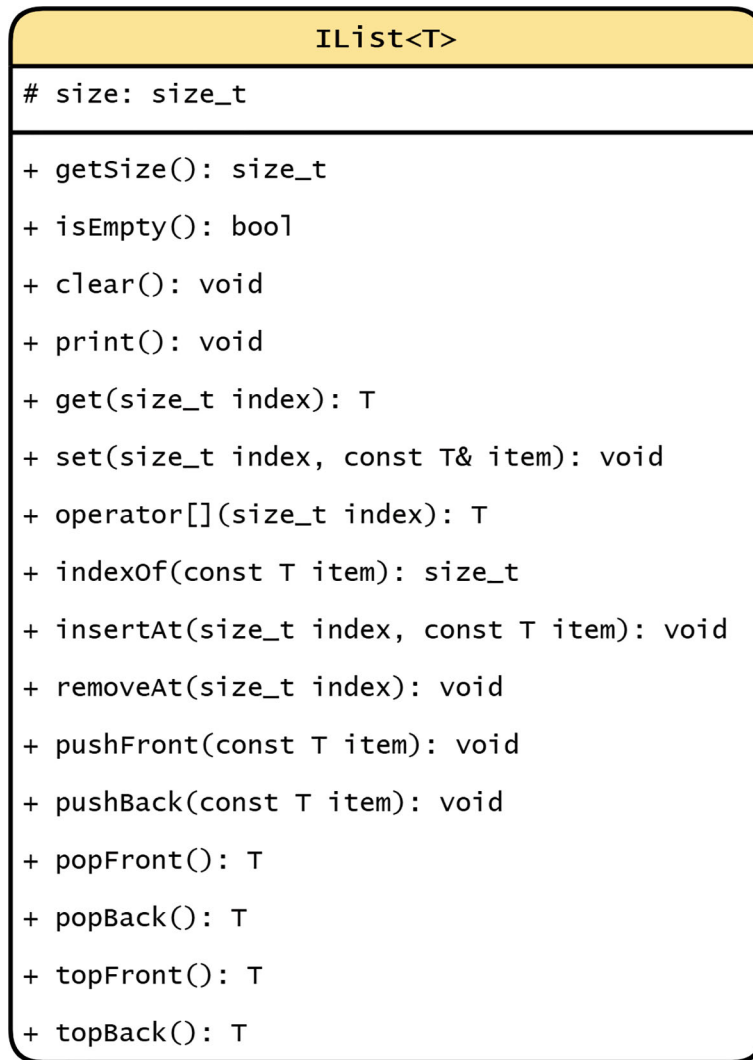 IList<T>
# size: size_t
+ getSize(): size_t
+ isEmpty(): bool
+ clear(): void
+ print(): void
+ get(size_t index): T
+ set(size_t index, const T& item): void
+ operator[](size_t index): T
+ indexOf(const T item): size_t
+ insertAt(size_t index, const T item): void
+ removeAt(size_t index): void
+ pushFront(const T item): void
+ pushBack(const T item): void
+ popFront(): T
+ popBack(): T
+ topFront(): T
+ topBack(): T